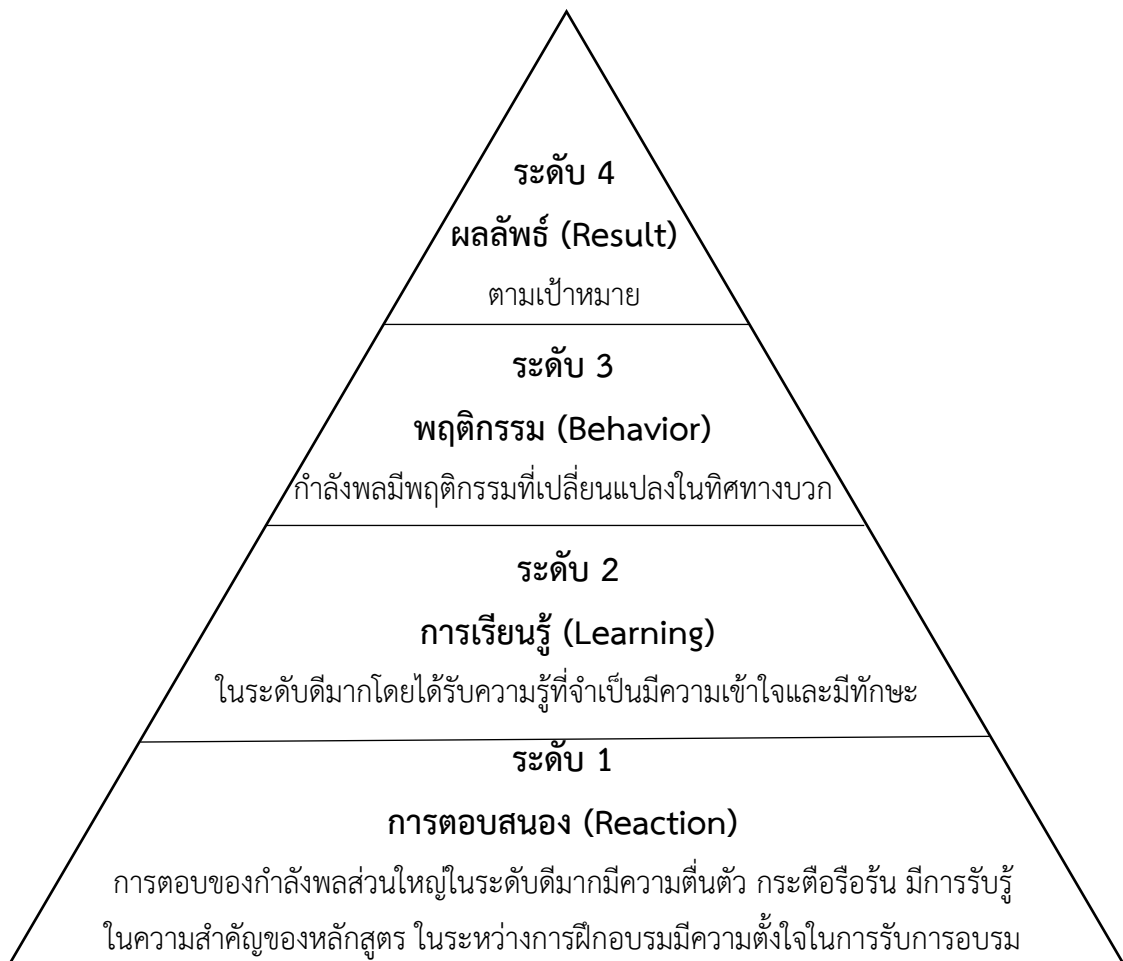 ระดับ 4
ผลลัพธ์ (Result)
ตามเป้าหมาย
ระดับ 3
พฤติกรรม (Behavior)
กำลังพลมีพฤติกรรมที่เปลี่ยนแปลงในทิศทางบวก
ระดับ 2
การเรียนรู้ (Learning)
ในระดับดีมากโดยได้รับความรู้ที่จำเป็นมีความเข้าใจและมีทักษะ
ระดับ 1
การตอบสนอง (Reaction)
การตอบของกำลังพลส่วนใหญ่ในระดับดีมากมีความตื่นตัว กระตือรือร้น มีการรับรู้
ในความสำคัญของหลักสูตร ในระหว่างการฝึกอบรมมีความตั้งใจในการรับการอบรม